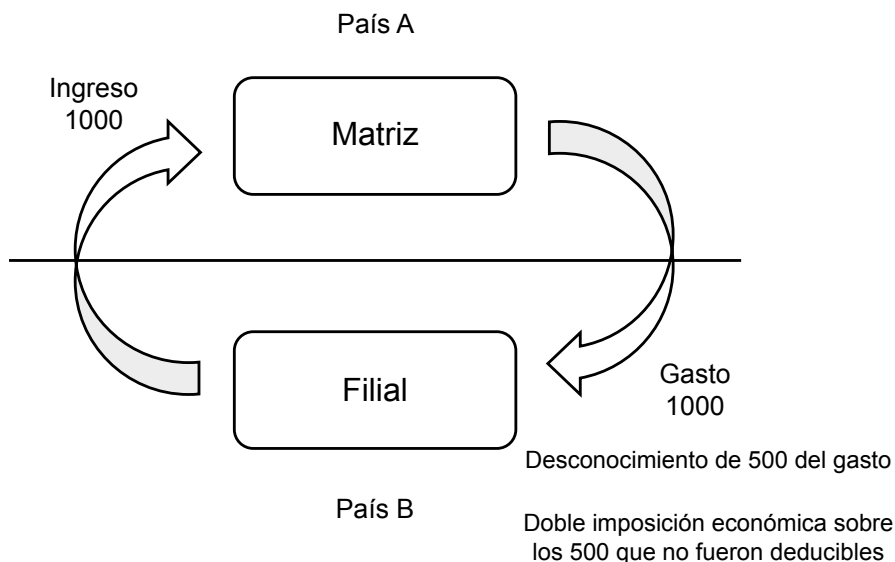 País A
Ingreso
1000
Matriz
Filial
Gasto
1000
Desconocimiento de 500 del gasto
País B
Doble imposición económica sobre
los 500 que no fueron deducibles